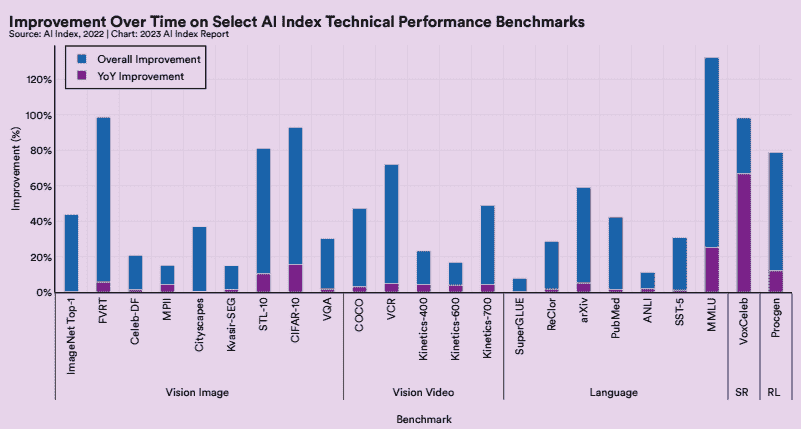 Improvement Over Time on Select AI Index Technical Performance Benchmarks
Source: AI Index, 2022 | Chart: 2023 AI Index Report
Overall Improvement
YoY Improvement
Improvement (%)
120%
100%
80%
60%
40%
20%
0%
ImageNet Top-1
FVRT
Celeb-DF
MPII
Cityscapes
Kvasir-SEG
STL-10
CIFAR-10
VQA
COCO
VCR
Kinetics-400
Kinetics-600
Kinetics-700
SuperGLUE
ReClor
arXiv
PubMed
ANLI
SST-5
MMLU
VoxCeleb
Procgen
Vision Image
Vision Video
Language
SR
RL
Benchmark